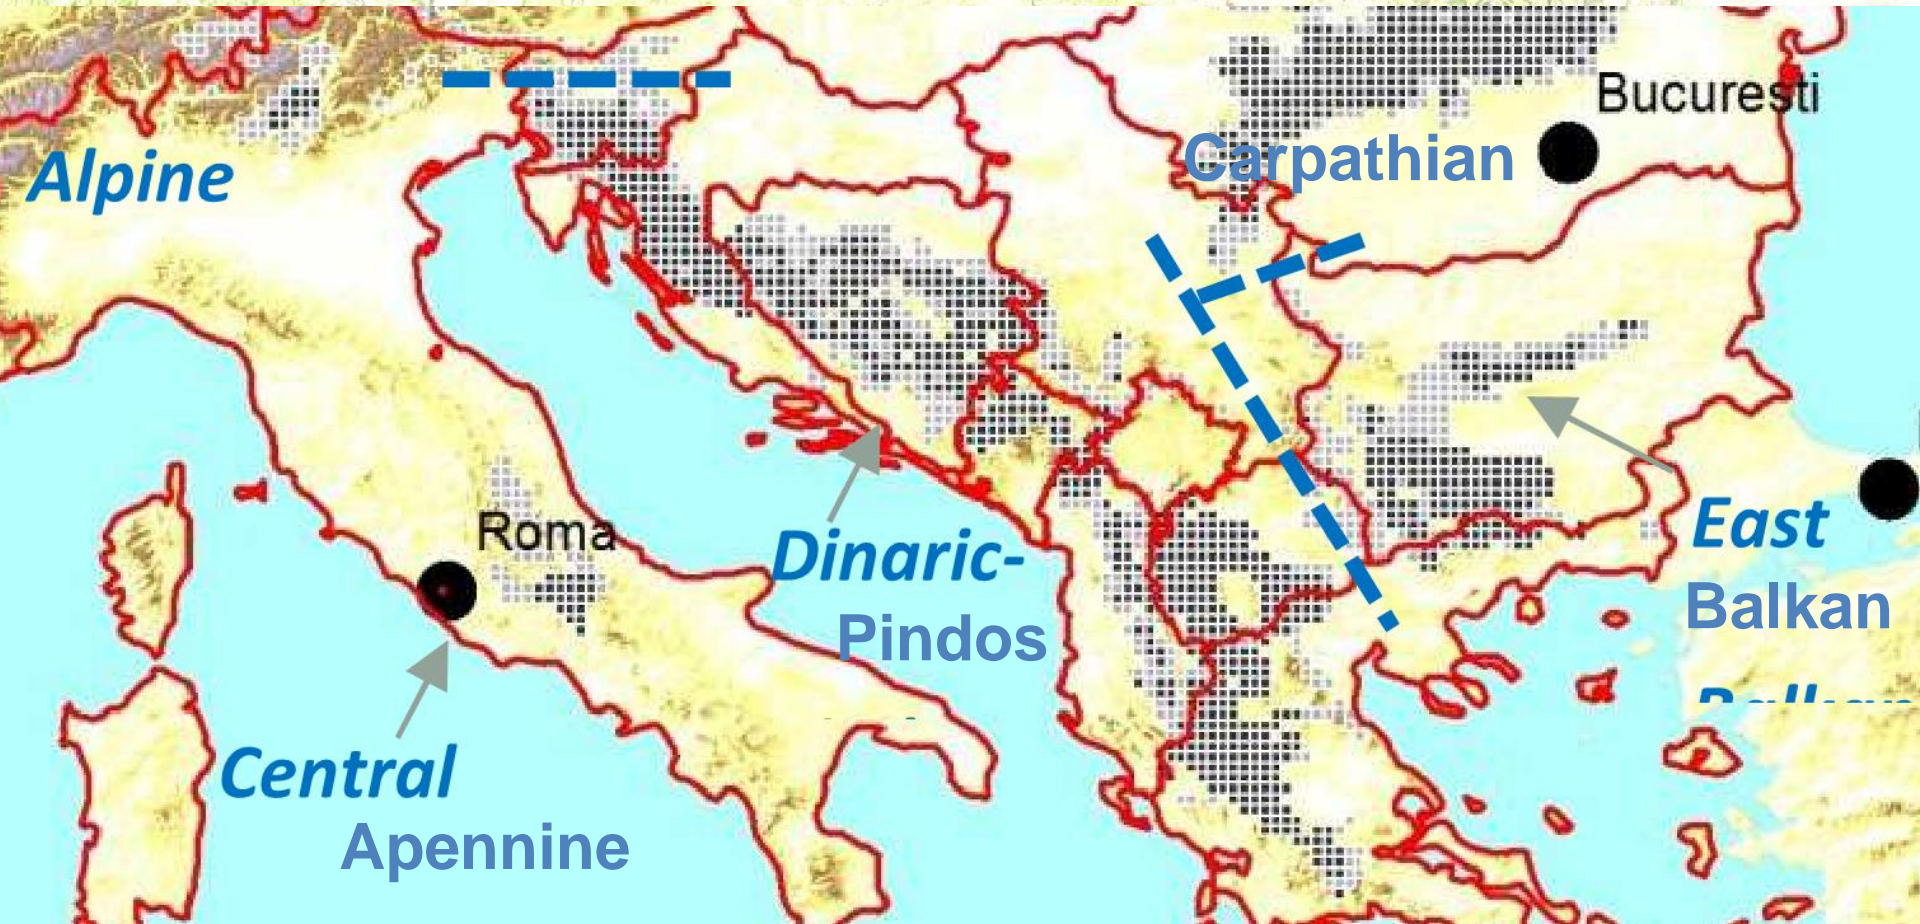 Bucuresti
Carpathian
Alpine
Roma
East
Balkan
Dinaric-
Pindos
Central
Apennine